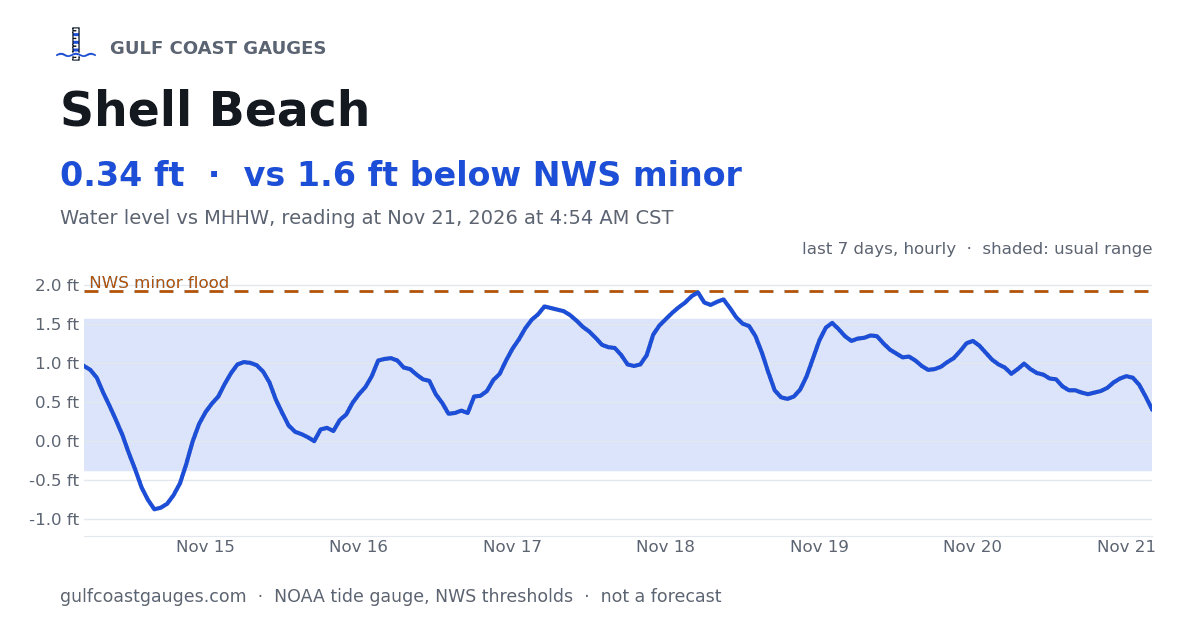 GULF COAST GAUGES
Shell Beach
0.34 ft · vs 1.6 ft below NWS minor
Water level vs MHHW, reading at Nov 21, 2026 at 4:54 AM CST
last 7 days, hourly · shaded: usual range
NWS minor flood
2.0 ft
1.5 ft
1.0 ft
0.5 ft
0.0 ft
-0.5 ft
-1.0 ft
Nov 15 Nov 16 Nov 17 Nov 18 Nov 19 Nov 20 Nov 21
gulfcoastgauges.com · NOAA tide gauge, NWS thresholds · not a forecast